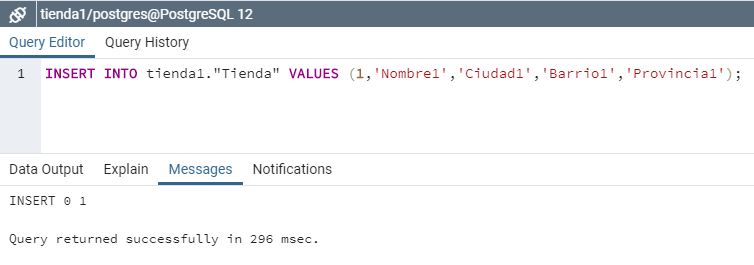 tienda1/postgres@PostgreSQL 12
Query Editor Query History
1 INSERT INTO tienda1."Tienda" VALUES (1,'Nombre1','Ciudad1','Barrio1','Provincia1');
Data Output Explain Messages Notifications
INSERT 0 1
Query returned successfully in 296 msec.